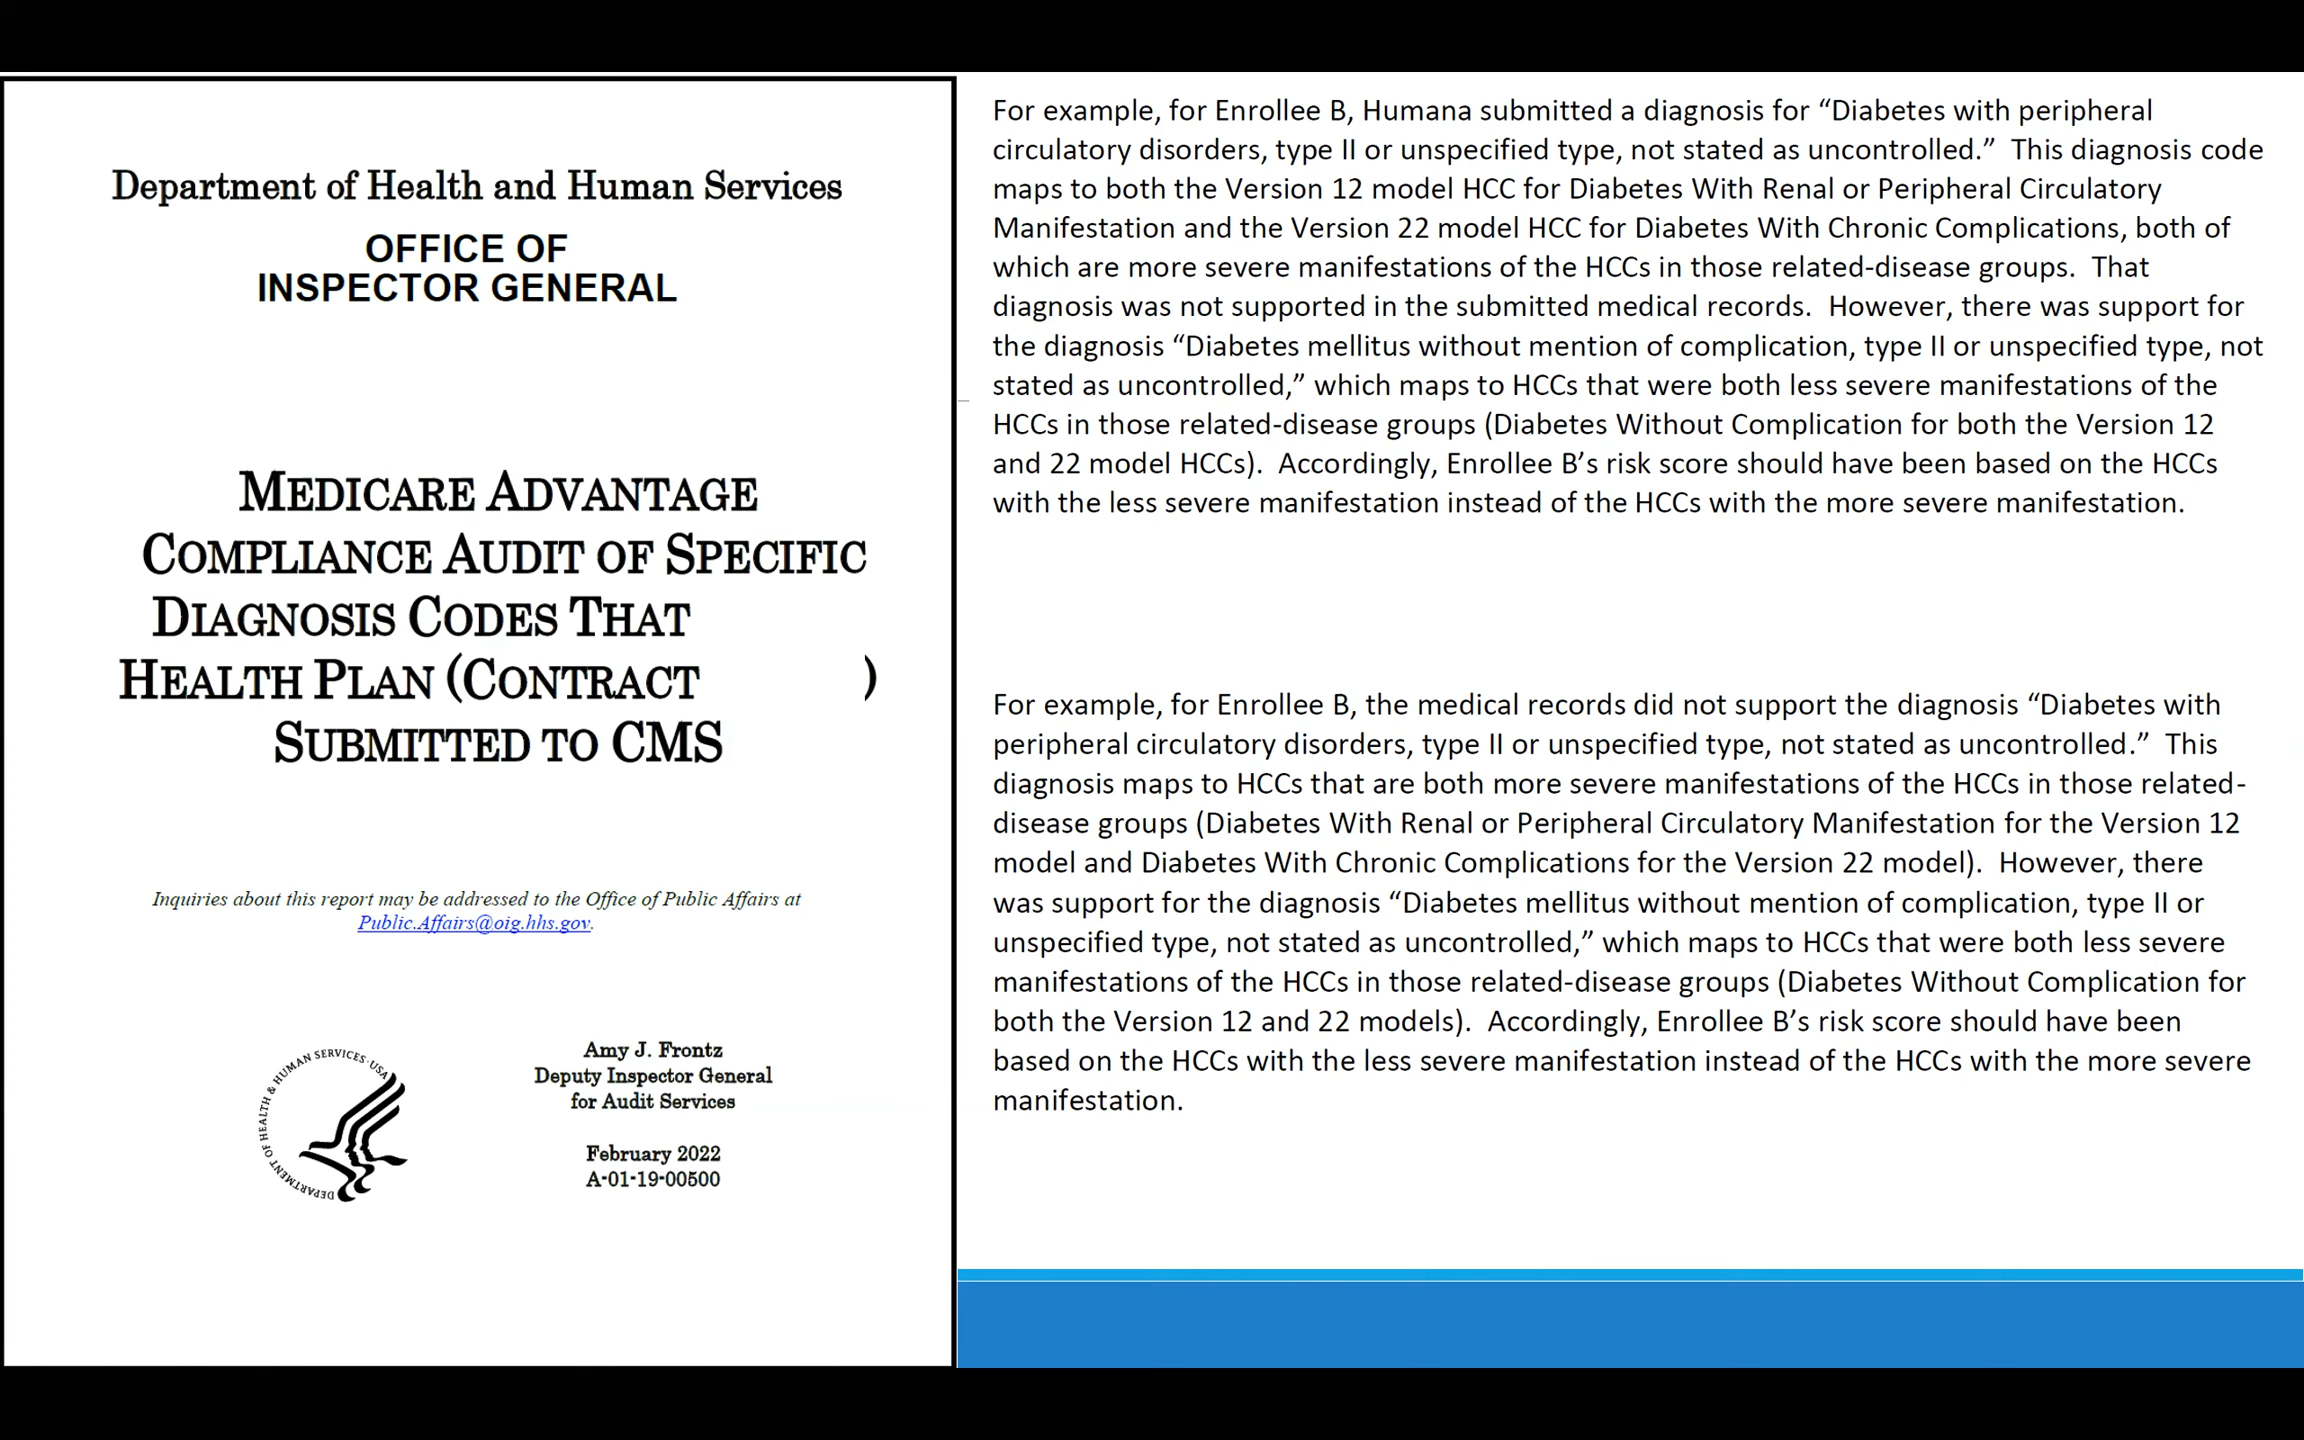 Department of Health and Human Services
OFFICE OF
INSPECTOR GENERAL
MEDICARE ADVANTAGE
COMPLIANCE AUDIT OF SPECIFIC
DIAGNOSIS CODES THAT
HEALTH PLAN (CONTRACT )
SUBMITTED TO CMS
Inquiries about this report may be addressed to the Office of Public Affairs at
Public.Affairs@oig.hhs.gov.
DEPARTMENT OF HEALTH & HUMAN SERVICES·USA
Amy J. Frontz
Deputy Inspector General
for Audit Services
February 2022
A-01-19-00500
For example, for Enrollee B, Humana submitted a diagnosis for “Diabetes with peripheral
circulatory disorders, type II or unspecified type, not stated as uncontrolled.” This diagnosis code
maps to both the Version 12 model HCC for Diabetes With Renal or Peripheral Circulatory
Manifestation and the Version 22 model HCC for Diabetes With Chronic Complications, both of
which are more severe manifestations of the HCCs in those related-disease groups. That
diagnosis was not supported in the submitted medical records. However, there was support for
the diagnosis “Diabetes mellitus without mention of complication, type II or unspecified type, not
stated as uncontrolled,” which maps to HCCs that were both less severe manifestations of the
HCCs in those related-disease groups (Diabetes Without Complication for both the Version 12
and 22 model HCCs). Accordingly, Enrollee B’s risk score should have been based on the HCCs
with the less severe manifestation instead of the HCCs with the more severe manifestation.
For example, for Enrollee B, the medical records did not support the diagnosis “Diabetes with
peripheral circulatory disorders, type II or unspecified type, not stated as uncontrolled.” This
diagnosis maps to HCCs that are both more severe manifestations of the HCCs in those related-
disease groups (Diabetes With Renal or Peripheral Circulatory Manifestation for the Version 12
model and Diabetes With Chronic Complications for the Version 22 model). However, there
was support for the diagnosis “Diabetes mellitus without mention of complication, type II or
unspecified type, not stated as uncontrolled,” which maps to HCCs that were both less severe
manifestations of the HCCs in those related-disease groups (Diabetes Without Complication for
both the Version 12 and 22 models). Accordingly, Enrollee B’s risk score should have been
based on the HCCs with the less severe manifestation instead of the HCCs with the more severe
manifestation.